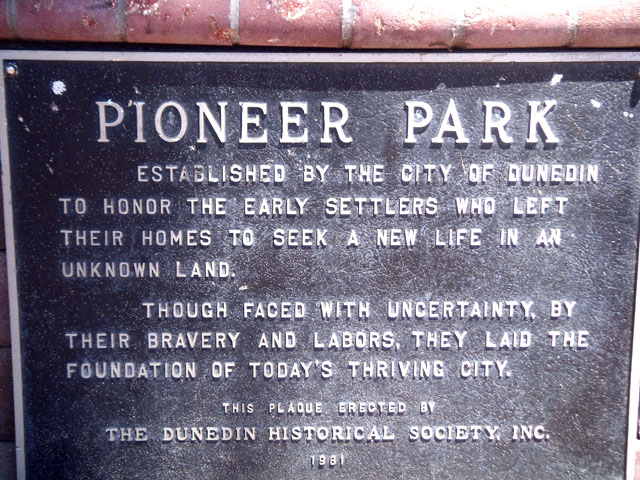 PIONEER PARK
ESTABLISHED BY THE CITY OF DUNEDIN
TO HONOR THE EARLY SETTLERS WHO LEFT
THEIR HOMES TO SEEK A NEW LIFE IN AN
UNKNOWN LAND.
THOUGH FACED WITH UNCERTAINTY, BY
THEIR BRAVERY AND LABORS, THEY LAID THE
FOUNDATION OF TODAY'S THRIVING CITY.
THIS PLAQUE ERECTED BY
THE DUNEDIN HISTORICAL SOCIETY, INC.
1981